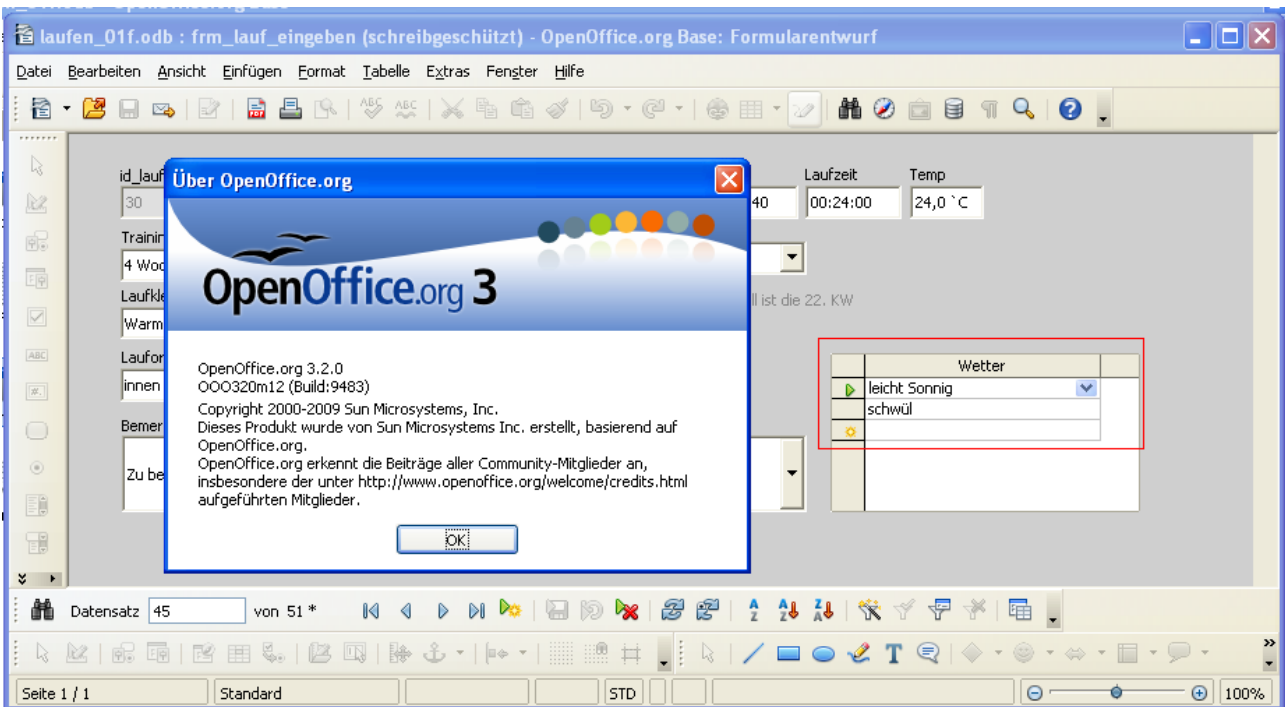 laufen_01f.odb : frm_lauf_eingeben (schreibgeschützt) - OpenOffice.org Base: Formularentwurf
Datei Bearbeiten Ansicht Einfügen Format Tabelle Extras Fenster Hilfe
id_lauf
Laufzeit Temp
30
40 00:24:00 24,0 `C
Über OpenOffice.org
Trainin
4 Woc
OpenOffice.org 3
Laufkle
ll ist die 22. KW
Warm
Laufor
innen
Bemer
Zu be
OpenOffice.org 3.2.0
OOO320m12 (Build:9483)
Copyright 2000-2009 Sun Microsystems, Inc.
Dieses Produkt wurde von Sun Microsystems Inc. erstellt, basierend auf
OpenOffice.org.
OpenOffice.org erkennt die Beiträge aller Community-Mitglieder an,
insbesondere der unter http://www.openoffice.org/welcome/credits.html
aufgeführten Mitglieder.
OK
Wetter
leicht Sonnig
schwül
Datensatz 45 von 51 *
Seite 1 / 1 Standard STD 100%